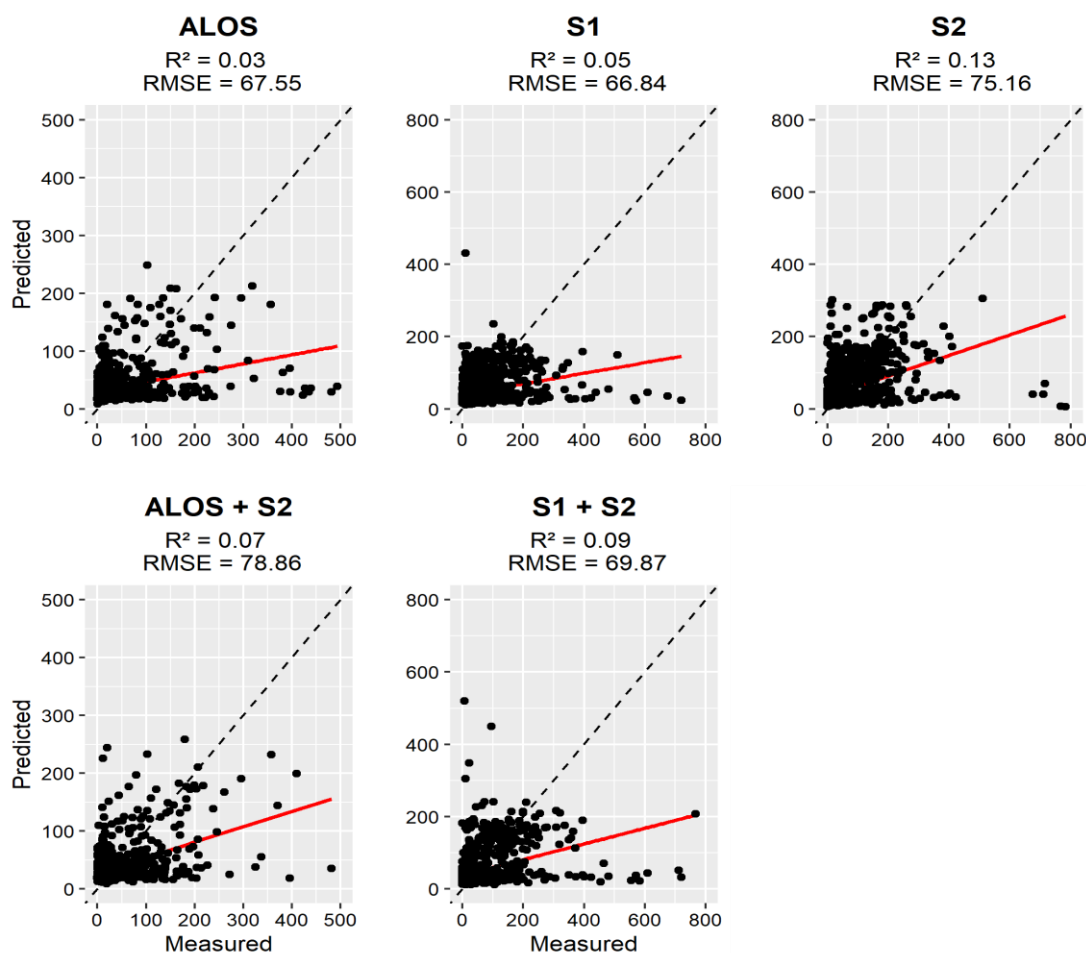 ALOS
R² = 0.03
RMSE = 67.55
S1
R² = 0.05
RMSE = 66.84
S2
R² = 0.13
RMSE = 75.16
Predicted
500
400
300
200
100
0
0 100 200 300 400 500
800
600
400
200
0
0 200 400 600 800
800
600
400
200
0
0 200 400 600 800
ALOS + S2
R² = 0.07
RMSE = 78.86
S1 + S2
R² = 0.09
RMSE = 69.87
Predicted
500
400
300
200
100
0
0 100 200 300 400 500
Measured
800
600
400
200
0
0 200 400 600 800
Measured